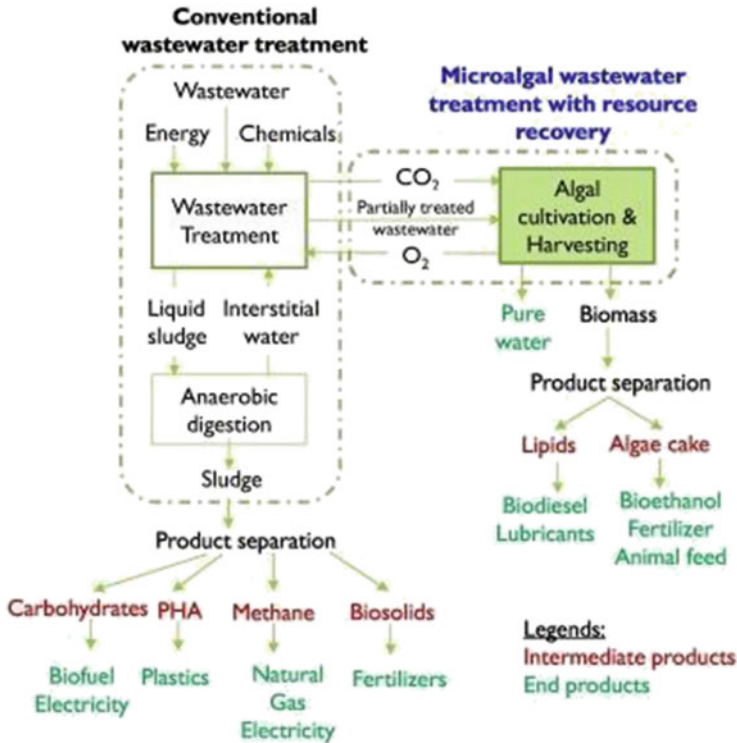 Conventional
wastewater treatment
Wastewater
Energy
Chemicals
Wastewater
Treatment
Liquid
sludge
Interstitial
water
Anaerobic
digestion
Sludge
Product separation
Carbohydrates
PHA
Methane
Biosolids
Biofuel
Electricity
Plastics
Natural
Gas
Electricity
Fertilizers
Microalgal wastewater
treatment with resource
recovery
CO₂
Partially treated
wastewater
O₂
Algal
cultivation &
Harvesting
Pure
water
Biomass
Product separation
Lipids
Algae cake
Biodiesel
Lubricants
Bioethanol
Fertilizer
Animal feed
Legends:
Intermediate products
End products